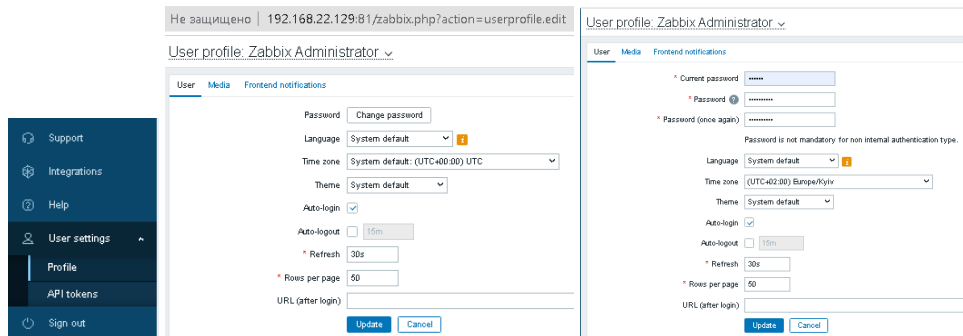 Support
Integrations
Help
User settings
Profile
API tokens
Sign out
Не защищено | 192.168.22.129:81/zabbix.php?action=userprofile.edit
User profile: Zabbix Administrator
User Media Frontend notifications
Password Change password
Language System default
Time zone System default: (UTC+00:00) UTC
Theme System default
Auto-login
Auto-logout 15m
* Refresh 30s
* Rows per page 50
URL (after login)
Update Cancel
User profile: Zabbix Administrator
User Media Frontend notifications
* Current password ······
* Password ? ··········
* Password (once again) ··········
Password is not mandatory for non internal authentication type.
Language System default
Time zone (UTC+02:00) Europe/Kyiv
Theme System default
Auto-login
Auto-logout 15m
* Refresh 30s
* Rows per page 50
URL (after login)
Update Cancel